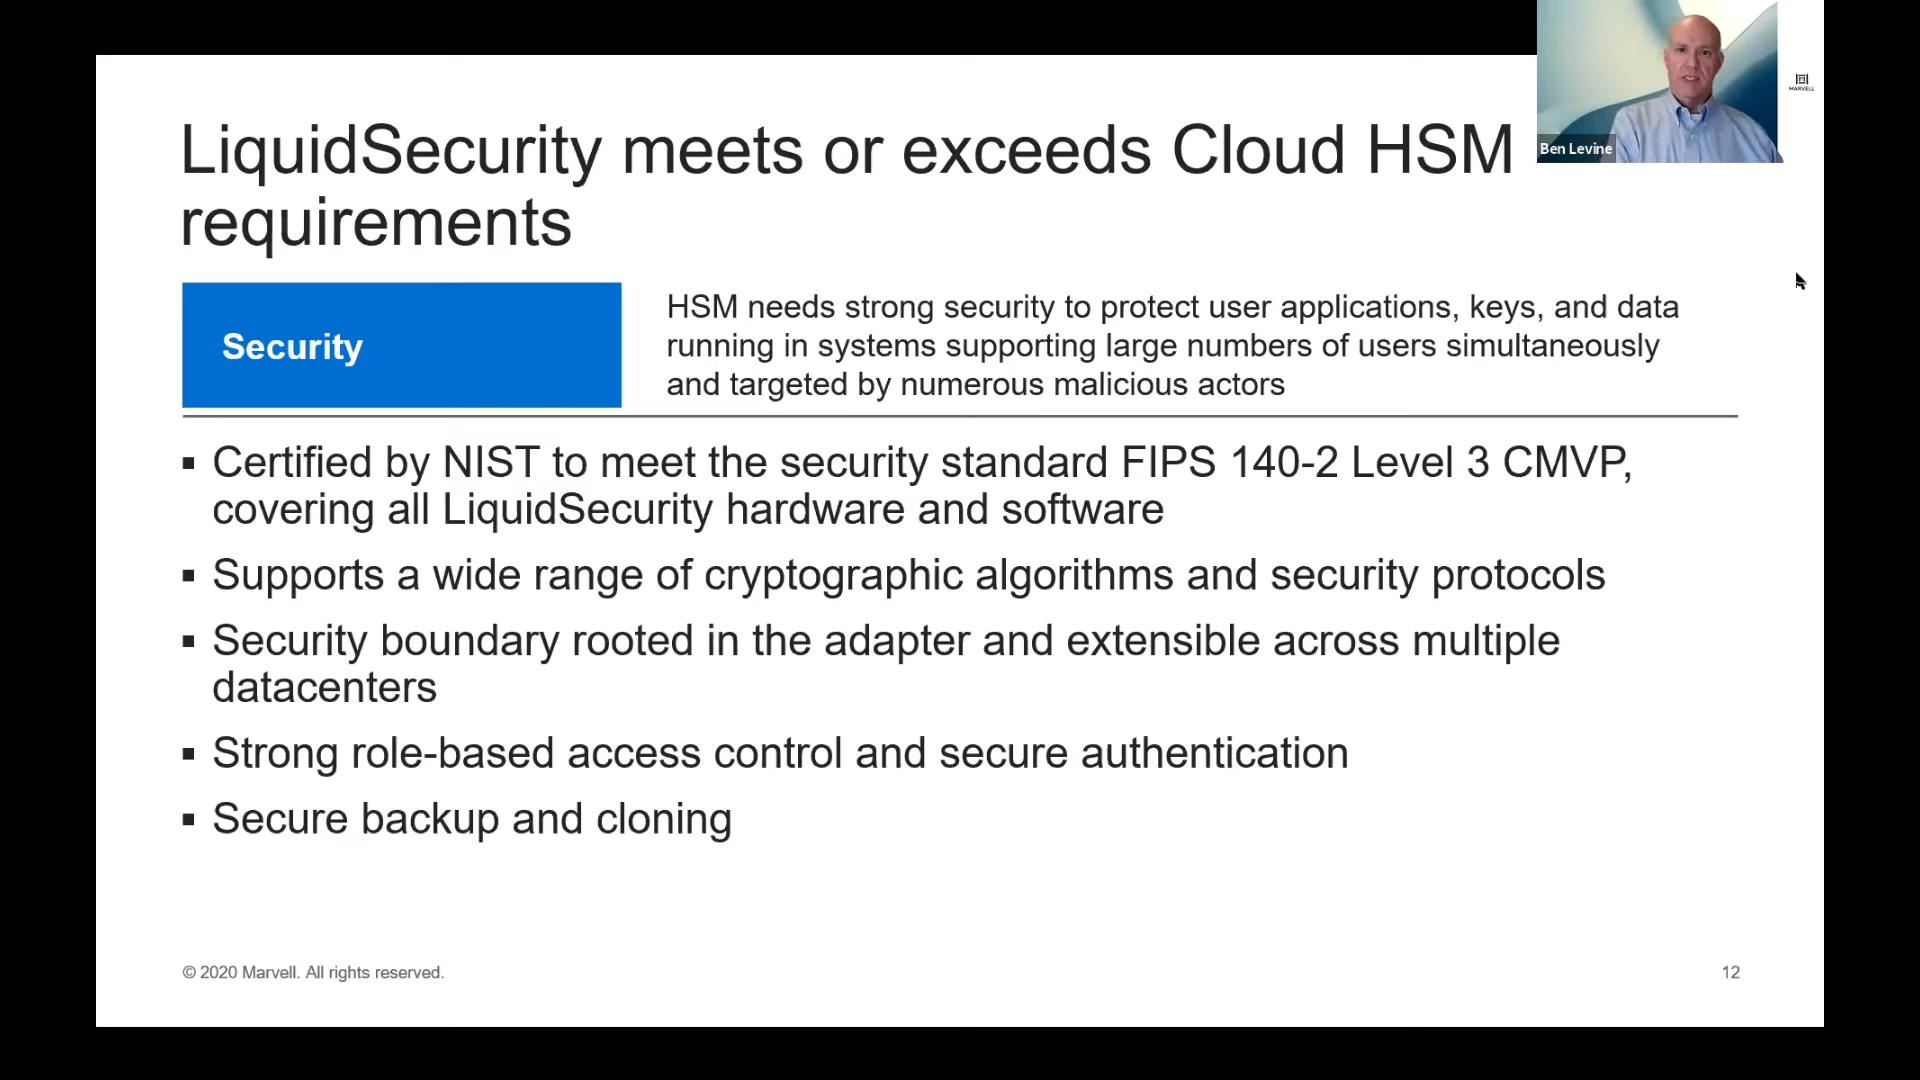 LiquidSecurity meets or exceeds Cloud HSM
requirements
Ben Levine
MARVELL
Security
HSM needs strong security to protect user applications, keys, and data
running in systems supporting large numbers of users simultaneously
and targeted by numerous malicious actors
▪ Certified by NIST to meet the security standard FIPS 140-2 Level 3 CMVP,
covering all LiquidSecurity hardware and software
▪ Supports a wide range of cryptographic algorithms and security protocols
▪ Security boundary rooted in the adapter and extensible across multiple
datacenters
▪ Strong role-based access control and secure authentication
▪ Secure backup and cloning
© 2020 Marvell. All rights reserved.
12